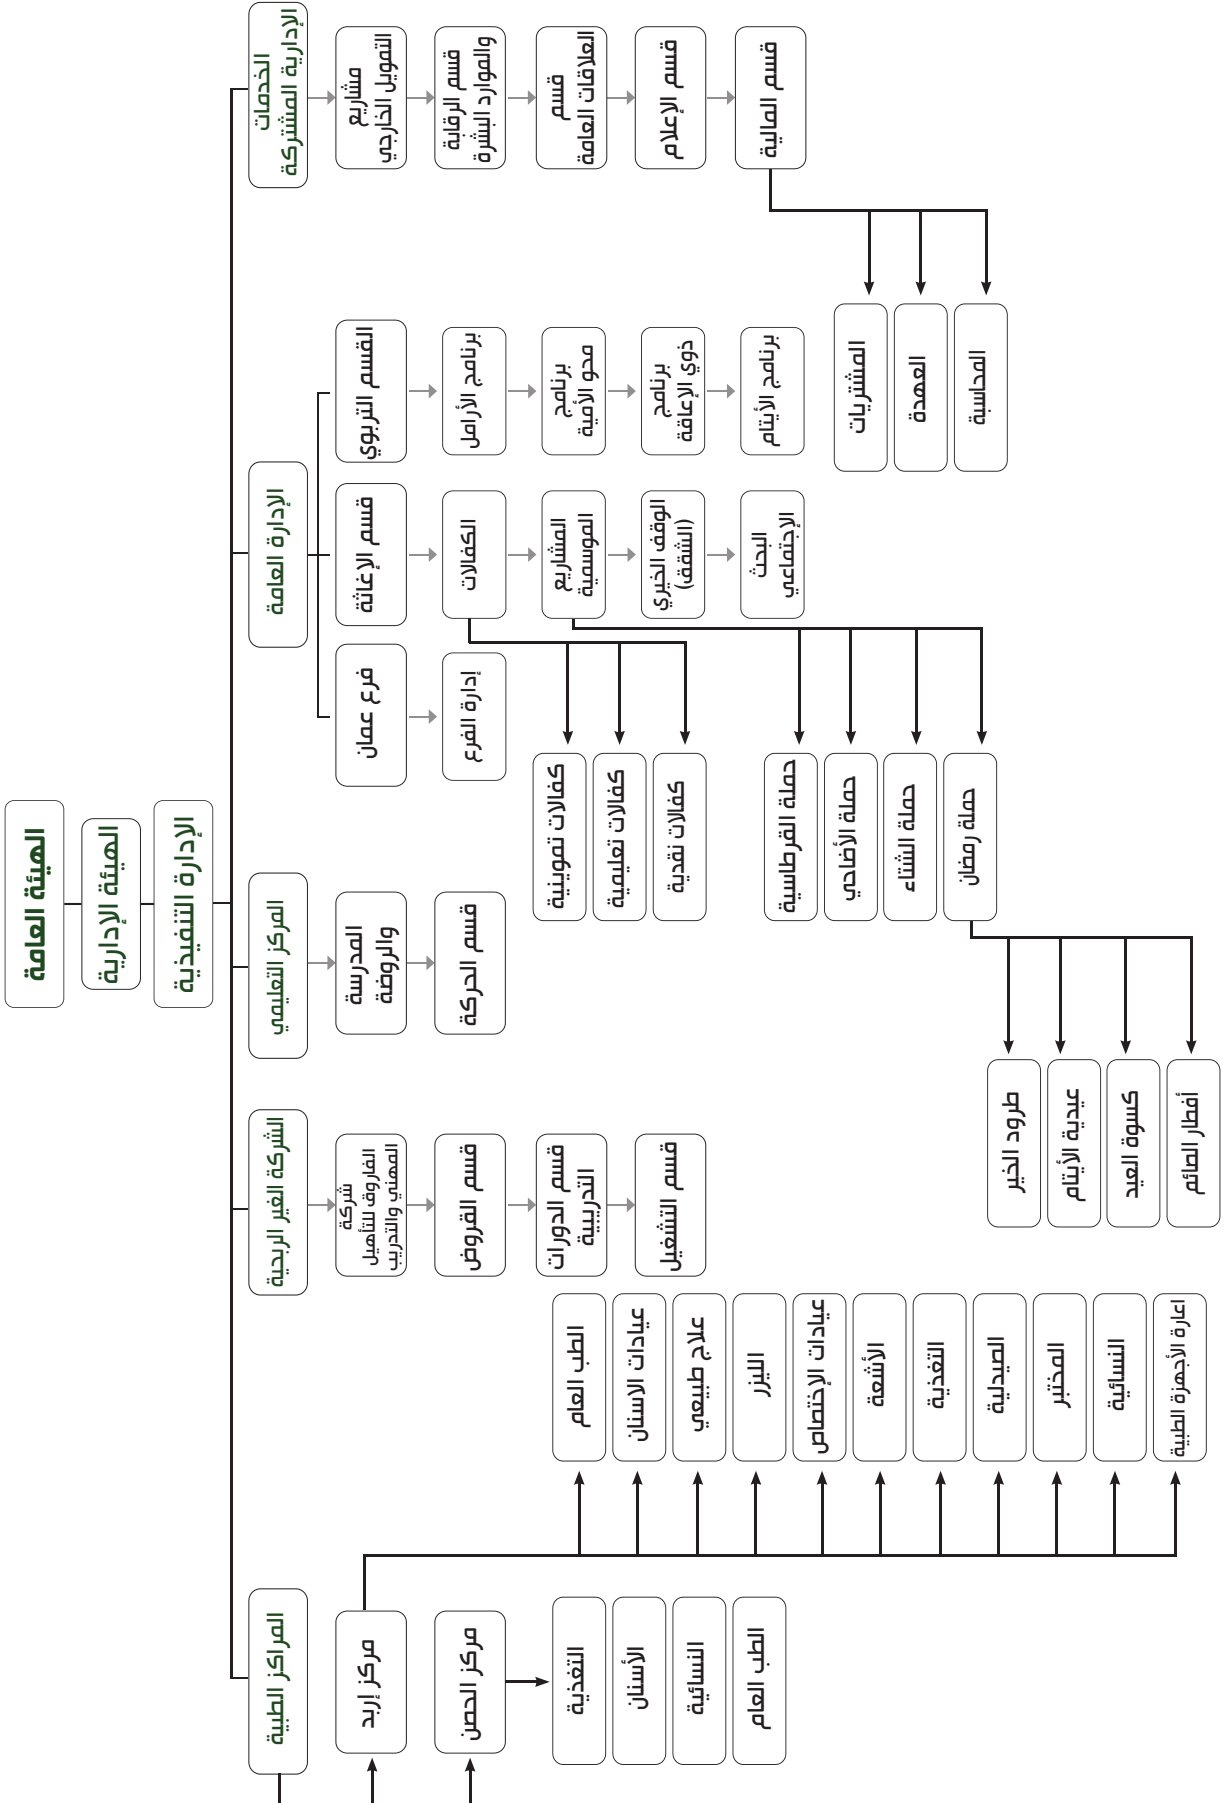 الهيئة العامة
الهيئة الإدارية
الإدارة التنفيذية
الخدمات
الإدارية المشتركة
مشاريع
التمويل الخارجي
قسم الرقابة
والموارد البشرة
قسم
العلاقات العامة
قسم الإعلام
قسم المالية
المشتريات
العهدة
المحاسبة
الإدارة العامة
القسم التربوي
برنامج الأرامل
برنامج
محو الأمية
برنامج
ذوي الإعاقة
برنامج الأيتام
قسم الإغاثة
الكفالات
المشاريع
الموسمية
الوقف الخيري
(الشقق)
البحث
الإجتماعي
فرع عمان
إدارة الفرع
كفالات تموينية
كفالات تعليمية
كفالات نقدية
حملة القرطاسية
حملة الأضاحي
حملة الشتاء
حملة رمضان
طرود الخير
عيدية الأيتام
كسوة العيد
أفطار الصائم
المركز التعليمي
المدرسة
والروضة
قسم الحركة
الشركة الغير الربحية
شركة
الفاروق للتأهيل
المهني والتدريب
قسم القروض
قسم الدورات
التدريبية
قسم التشغيل
المراكز الطبية
مركز إربد
مركز الحصن
الطب العام
عيادات الاسنان
علاج طبيعي
الليزر
عيادات الإختصاص
الأشعة
التغذية
الصيدلية
المختبر
النسائية
اعارة الأجهزة الطبية
التغذية
الأسنان
النسائية
الطب العام